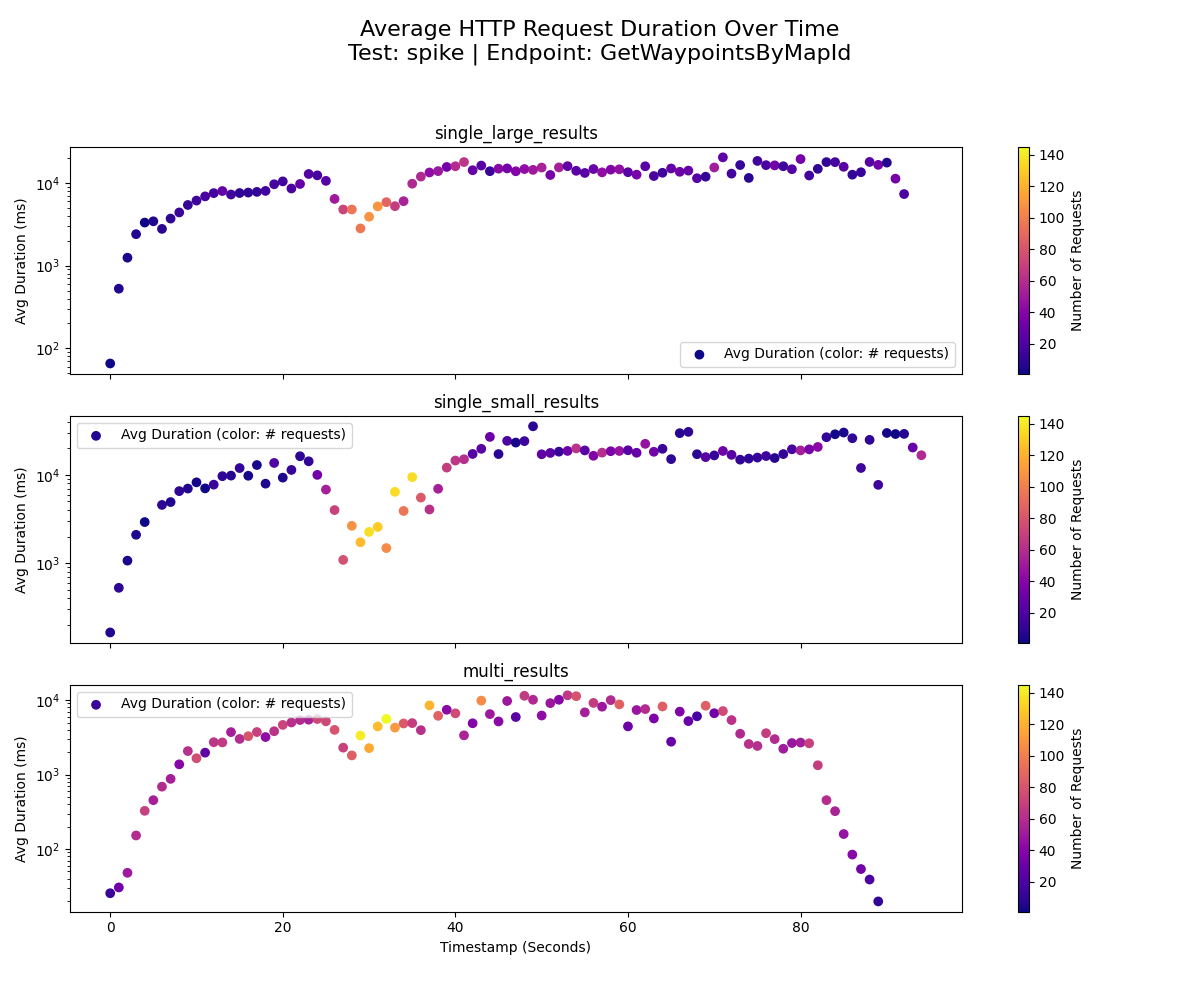 Average HTTP Request Duration Over Time
Test: spike | Endpoint: GetWaypointsByMapId
single_large_results
10^4
10^3
10^2
Avg Duration (ms)
Avg Duration (color: # requests)
140
120
100
80
60
40
20
Number of Requests
single_small_results
Avg Duration (color: # requests)
10^4
10^3
Avg Duration (ms)
140
120
100
80
60
40
20
Number of Requests
multi_results
Avg Duration (color: # requests)
10^4
10^3
10^2
Avg Duration (ms)
0 20 40 60 80
Timestamp (Seconds)
140
120
100
80
60
40
20
Number of Requests